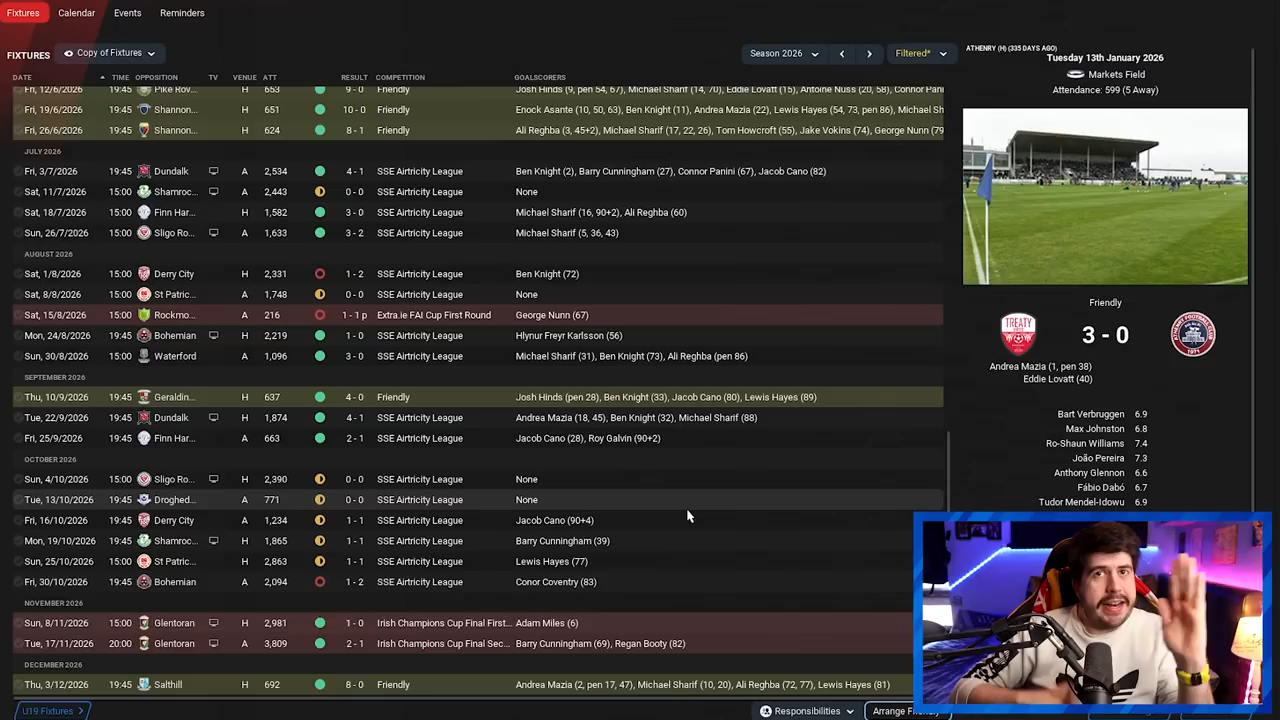 Fixtures Calendar Events Reminders
FIXTURES Copy of Fixtures Season 2026 Filtered*
DATE TIME OPPOSITION TV VENUE ATT RESULT COMPETITION GOALSCORERS
Fri, 12/6/2026 19:45 Pike Rov... H 653 9 - 0 Friendly Josh Hinds (9, pen 54, 67), Michael Sharif (14, 70), Eddie Lovatt (15), Antoine Nuss (20, 58), Connor Pani
Fri, 19/6/2026 19:45 Shannon... H 651 10 - 0 Friendly Enock Asante (10, 50, 63), Ben Knight (11), Andrea Mazia (22), Lewis Hayes (54, 73, pen 86), Michael Sh
Fri, 26/6/2026 19:45 Shannon... H 624 8 - 1 Friendly Ali Reghba (3, 45+2), Michael Sharif (17, 22, 26), Tom Howcroft (55), Jake Vokins (74), George Nunn (79
JULY 2026
Fri, 3/7/2026 19:45 Dundalk A 2,534 4 - 1 SSE Airtricity League Ben Knight (2), Barry Cunningham (27), Connor Panini (67), Jacob Cano (82)
Sat, 11/7/2026 15:00 Shamroc... A 2,443 0 - 0 SSE Airtricity League None
Sat, 18/7/2026 15:00 Finn Har... H 1,582 3 - 0 SSE Airtricity League Michael Sharif (16, 90+2), Ali Reghba (60)
Sun, 26/7/2026 15:00 Sligo Ro... A 1,633 3 - 2 SSE Airtricity League Michael Sharif (5, 36, 43)
AUGUST 2026
Sat, 1/8/2026 15:00 Derry City H 2,331 1 - 2 SSE Airtricity League Ben Knight (72)
Sat, 8/8/2026 15:00 St Patric... A 1,748 0 - 0 SSE Airtricity League None
Sat, 15/8/2026 15:00 Rockmo... A 216 1 - 1 p Extra.ie FAI Cup First Round George Nunn (67)
Mon, 24/8/2026 19:45 Bohemian H 2,219 1 - 0 SSE Airtricity League Hlynur Freyr Karlsson (56)
Sun, 30/8/2026 15:00 Waterford A 1,096 3 - 0 SSE Airtricity League Michael Sharif (31), Ben Knight (73), Ali Reghba (pen 86)
SEPTEMBER 2026
Thu, 10/9/2026 19:45 Geraldin... H 637 4 - 0 Friendly Josh Hinds (pen 28), Ben Knight (33), Jacob Cano (80), Lewis Hayes (89)
Tue, 22/9/2026 19:45 Dundalk H 1,874 4 - 1 SSE Airtricity League Andrea Mazia (18, 45), Ben Knight (32), Michael Sharif (88)
Fri, 25/9/2026 19:45 Finn Har... A 663 2 - 1 SSE Airtricity League Jacob Cano (28), Roy Galvin (90+2)
OCTOBER 2026
Sun, 4/10/2026 15:00 Sligo Ro... H 2,390 0 - 0 SSE Airtricity League None
Tue, 13/10/2026 19:45 Droghed... A 771 0 - 0 SSE Airtricity League None
Fri, 16/10/2026 19:45 Derry City A 1,234 1 - 1 SSE Airtricity League Jacob Cano (90+4)
Mon, 19/10/2026 19:45 Shamroc... H 1,865 1 - 1 SSE Airtricity League Barry Cunningham (39)
Sun, 25/10/2026 15:00 St Patric... H 2,863 1 - 1 SSE Airtricity League Lewis Hayes (77)
Fri, 30/10/2026 19:45 Bohemian A 2,094 1 - 2 SSE Airtricity League Conor Coventry (83)
NOVEMBER 2026
Sun, 8/11/2026 15:00 Glentoran H 2,981 1 - 0 Irish Champions Cup Final First... Adam Miles (6)
Tue, 17/11/2026 20:00 Glentoran A 3,809 2 - 1 Irish Champions Cup Final Sec... Barry Cunningham (69), Regan Booty (82)
DECEMBER 2026
Thu, 3/12/2026 19:45 Salthill H 692 8 - 0 Friendly Andrea Mazia (2, pen 17, 47), Michael Sharif (10, 20), Ali Reghba (72, 77), Lewis Hayes (81)
U19 Fixtures Responsibilities Arrange Friendly
ATHENRY (H) (335 DAYS AGO)
Tuesday 13th January 2026
Markets Field
Attendance: 599 (5 Away)
Friendly
TREATY
3 - 0
Andrea Mazia (1, pen 38)
Eddie Lovatt (40)
Bart Verbruggen 6.9
Max Johnston 6.8
Ro-Shaun Williams 7.4
João Pereira 7.3
Anthony Glennon 6.6
Fábio Dabó 6.7
Tudor Mendel-Idowu 6.9